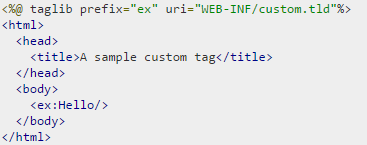 <%@ taglib prefix="ex" uri="WEB-INF/custom.tld"%>
<html>
  <head>
    <title>A sample custom tag</title>
  </head>
  <body>
    <ex:Hello/>
  </body>
</html>